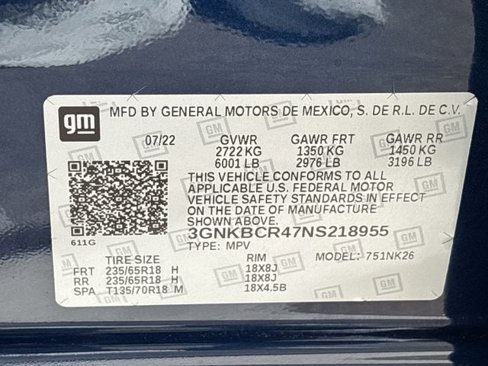 gm
MFD BY GENERAL MOTORS DE MEXICO, S. DE R.L. DE C.V.
07/22 GVWR GAWR FRT GAWR RR
2722 KG 1350 KG 1450 KG
6001 LB 2976 LB 3196 LB
THIS VEHICLE CONFORMS TO ALL
APPLICABLE U.S. FEDERAL MOTOR
VEHICLE SAFETY STANDARDS IN EFFECT
ON THE DATE OF MANUFACTURE
SHOWN ABOVE.
3GNKBCR47NS218955
611G
TYPE: MPV
TIRE SIZE RIM MODEL: 751NK26
FRT 235/65R18 H 18X8J
RR 235/65R18 H 18X8J
SPA T135/70R18 M 18X4.5B